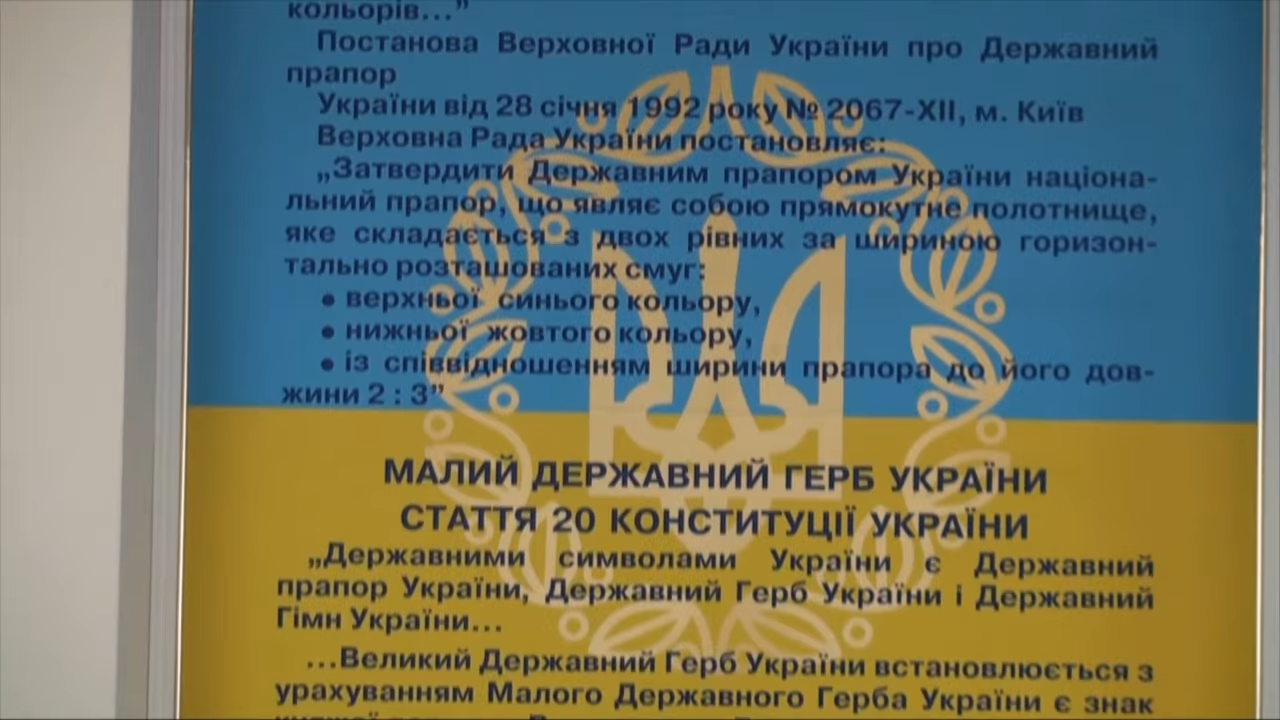 кольорів..."
Постанова Верховної Ради України про Державний
прапор
України від 28 січня 1992 року № 2067-XII, м. Київ
Верховна Рада України постановляє:
„Затвердити Державним прапором України націона-
льний прапор, що являє собою прямокутне полотнище,
яке складається з двох рівних за шириною горизон-
тально розташованих смуг:
• верхньої синього кольору,
• нижньої жовтого кольору,
• із співвідношенням ширини прапора до його дов-
жини 2 : 3”
МАЛИЙ ДЕРЖАВНИЙ ГЕРБ УКРАЇНИ
СТАТТЯ 20 КОНСТИТУЦІЇ УКРАЇНИ
„Державними символами України є Державний
прапор України, Державний Герб України і Державний
Гімн України...
...Великий Державний Герб України встановлюється з
урахуванням Малого Державного Герба України є знак